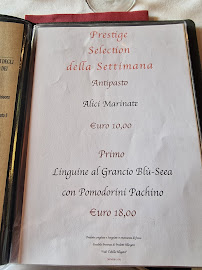 Prestige
Selection
della Settimana
Antipasto
Alici Marinate
Euro 10,00
Primo
Linguine al Grancio Blù-Seea
con Pomodorini Pachino
Euro 18,00